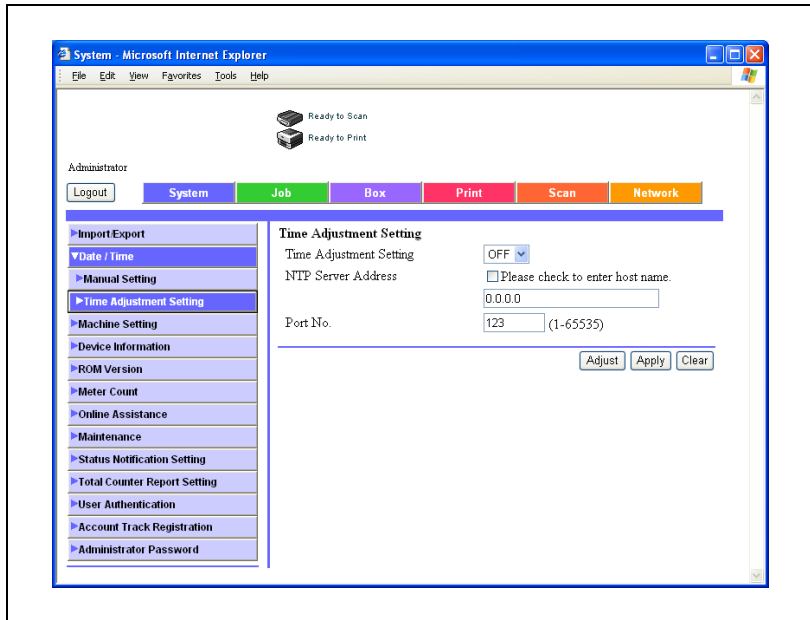 System - Microsoft Internet Explorer
File Edit View Favorites Tools Help
Ready to Scan
Ready to Print
Administrator
Logout System Job Box Print Scan Network
Import/Export
Date / Time
Manual Setting
Time Adjustment Setting
Machine Setting
Device Information
ROM Version
Meter Count
Online Assistance
Maintenance
Status Notification Setting
Total Counter Report Setting
User Authentication
Account Track Registration
Administrator Password
Time Adjustment Setting
Time Adjustment Setting OFF
NTP Server Address Please check to enter host name.
0.0.0.0
Port No. 123 (1-65535)
Adjust Apply Clear